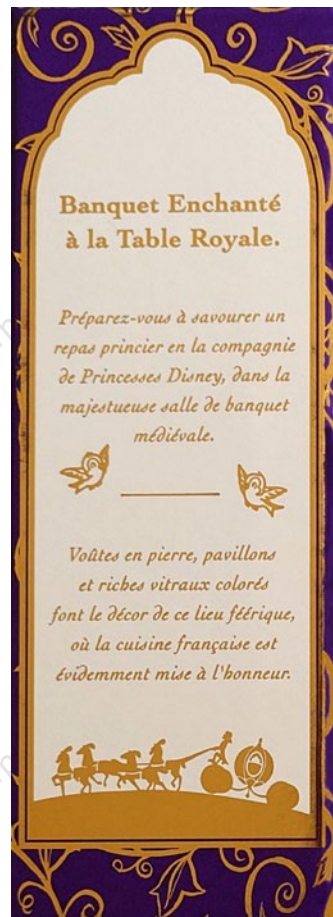 Banquet Enchanté
à la Table Royale.
Préparez-vous à savourer un
repas princier en la compagnie
de Princesses Disney, dans la
majestueuse salle de banquet
médiévale.
Voûtes en pierre, pavillons
et riches vitraux colorés
font le décor de ce lieu féérique,
où la cuisine française est
évidemment mise à l'honneur.